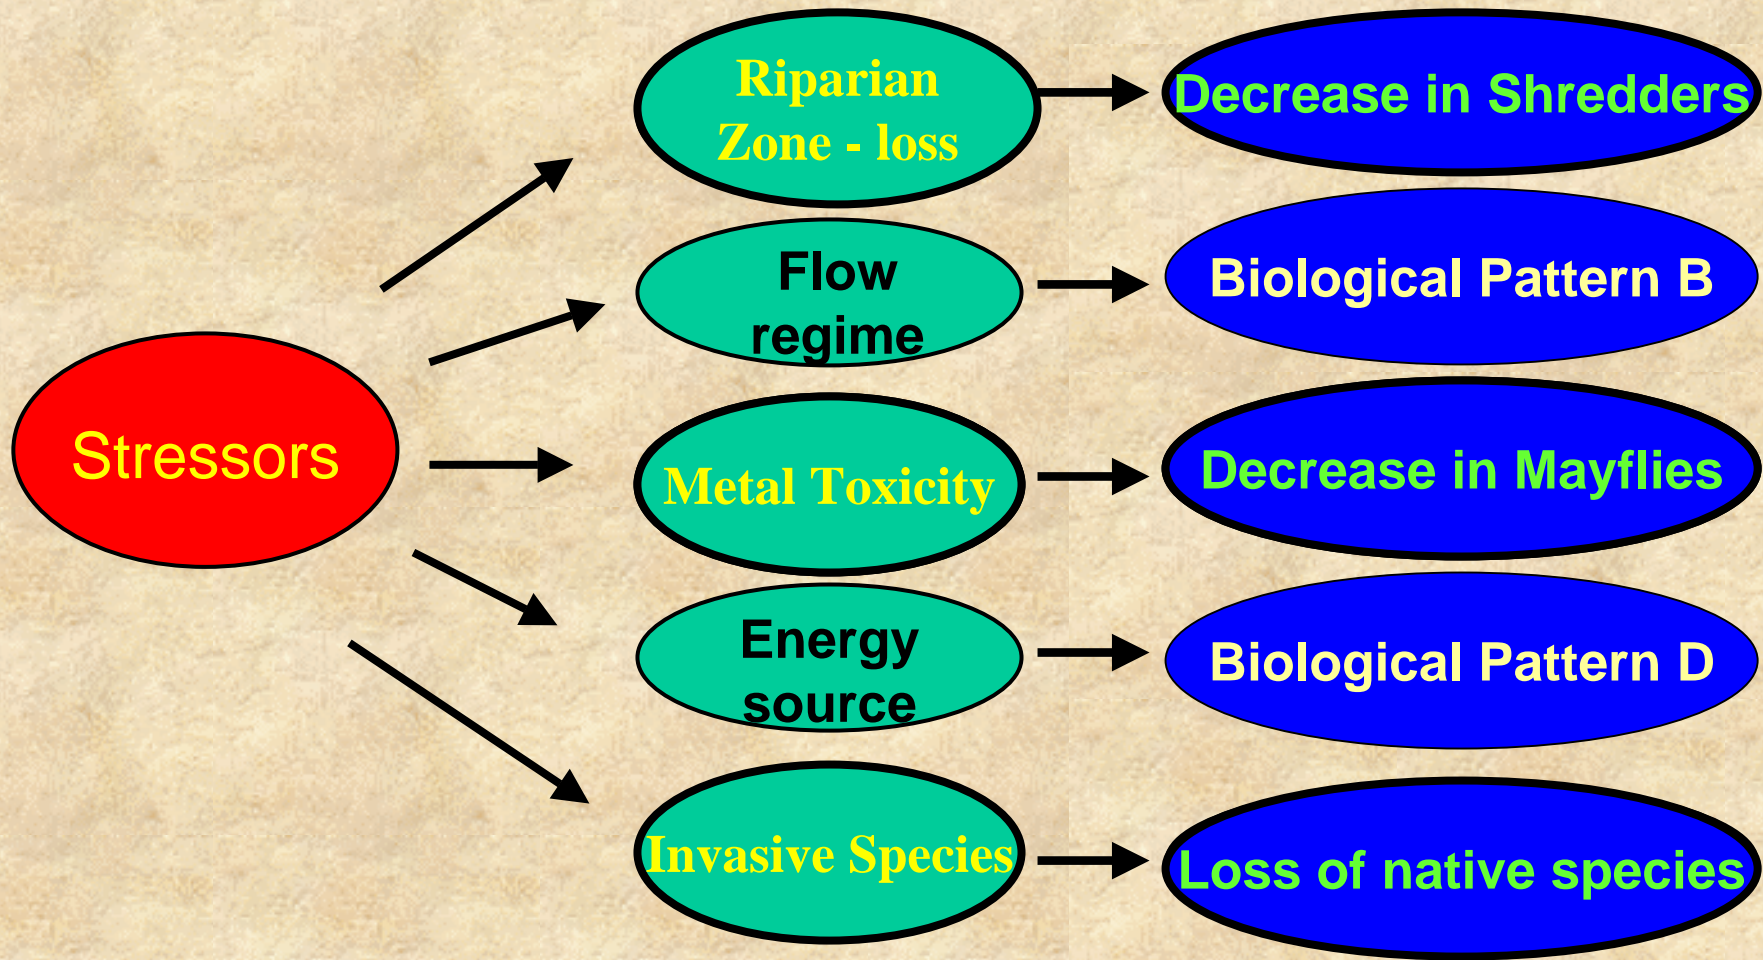 Stressors
Riparian
Zone - loss
Decrease in Shredders
Flow
regime
Biological Pattern B
Metal Toxicity
Decrease in Mayflies
Energy
source
Biological Pattern D
Invasive Species
Loss of native species